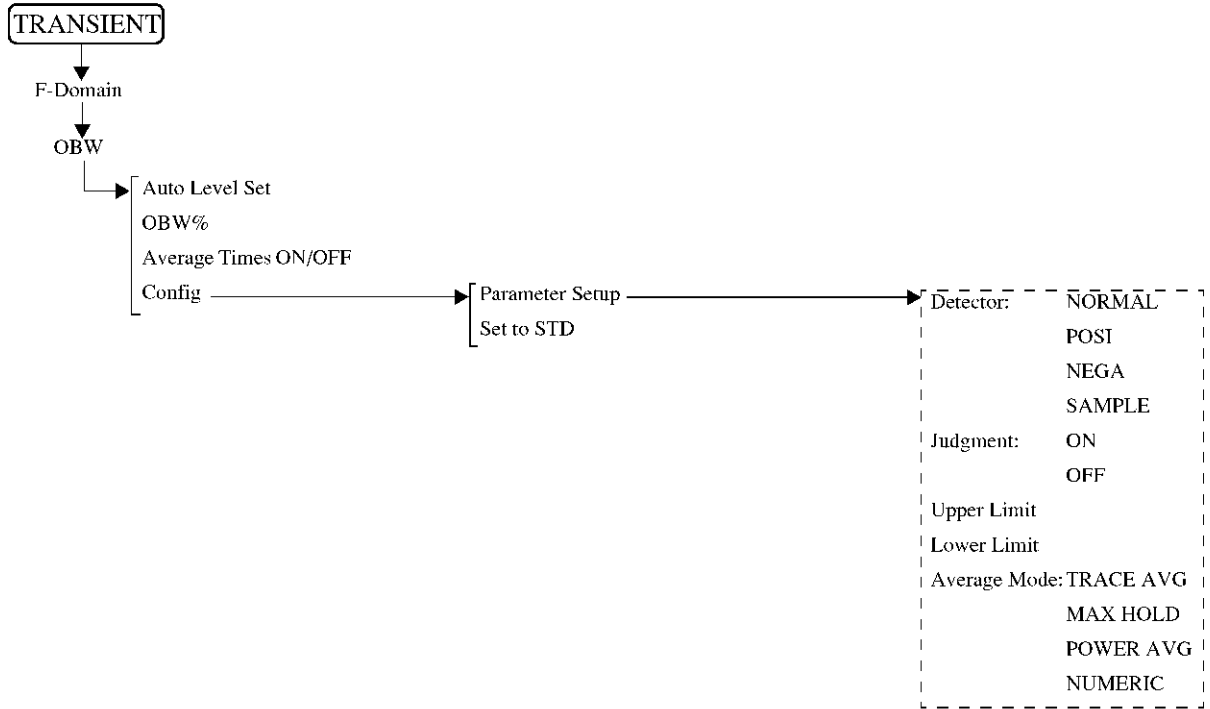 TRANSIENT
F-Domain
OBW
Auto Level Set
OBW%
Average Times ON/OFF
Config
Parameter Setup
Set to STD
Detector: NORMAL
POSI
NEGA
SAMPLE
Judgment: ON
OFF
Upper Limit
Lower Limit
Average Mode: TRACE AVG
MAX HOLD
POWER AVG
NUMERIC